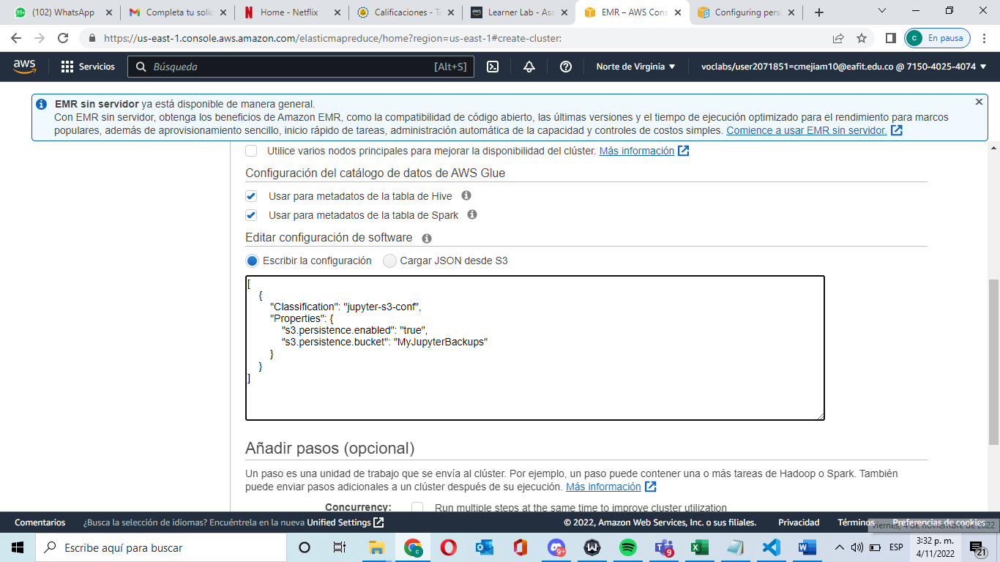 (102) WhatsApp
Completa tu solic
Home - Netflix
Calificaciones - Ta
Learner Lab - Ass
EMR – AWS Cons
Configuring pers
https://us-east-1.console.aws.amazon.com/elasticmapreduce/home?region=us-east-1#create-cluster:
c
En pausa
aws
Servicios
Búsqueda
[Alt+S]
Norte de Virginia
voclabs/user2071851=cmejiam10@eafit.edu.co @ 7150-4025-4074
EMR sin servidor ya está disponible de manera general.
Con EMR sin servidor, obtenga los beneficios de Amazon EMR, como la compatibilidad de código abierto, las últimas versiones y el tiempo de ejecución optimizado para el rendimiento para marcos
populares, además de aprovisionamiento sencillo, inicio rápido de tareas, administración automática de la capacidad y controles de costos simples. Comience a usar EMR sin servidor.
Utilice varios nodos principales para mejorar la disponibilidad del clúster. Más información
Configuración del catálogo de datos de AWS Glue
Usar para metadatos de la tabla de Hive
Usar para metadatos de la tabla de Spark
Editar configuración de software
Escribir la configuración
Cargar JSON desde S3
[
{
"Classification": "jupyter-s3-conf",
"Properties": {
"s3.persistence.enabled": "true",
"s3.persistence.bucket": "MyJupyterBackups"
}
}
]
Añadir pasos (opcional)
Un paso es una unidad de trabajo que se envía al clúster. Por ejemplo, un paso puede contener una o más tareas de Hadoop o Spark. También
puede enviar pasos adicionales a un clúster después de su ejecución. Más información
Concurrency:
Run multiple steps at the same time to improve cluster utilization
Comentarios
¿Busca la selección de idiomas? Encuéntrela en la nueva Unified Settings
© 2022, Amazon Web Services, Inc. o sus filiales.
Privacidad
Términos
Preferencias de cookies
viernes, 4 de noviembre de 2022
Escribe aquí para buscar
9+
9
ESP
3:32 p. m.
4/11/2022
21